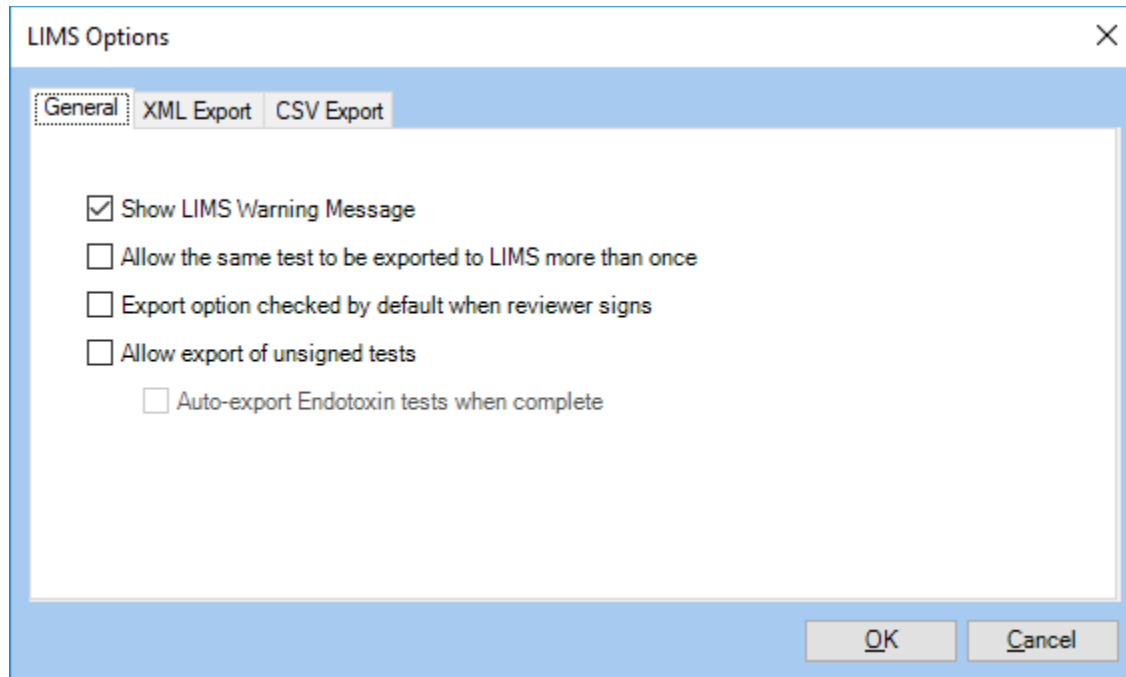 LIMS Options
General XML Export CSV Export
Show LIMS Warning Message
Allow the same test to be exported to LIMS more than once
Export option checked by default when reviewer signs
Allow export of unsigned tests
Auto-export Endotoxin tests when complete
OK Cancel